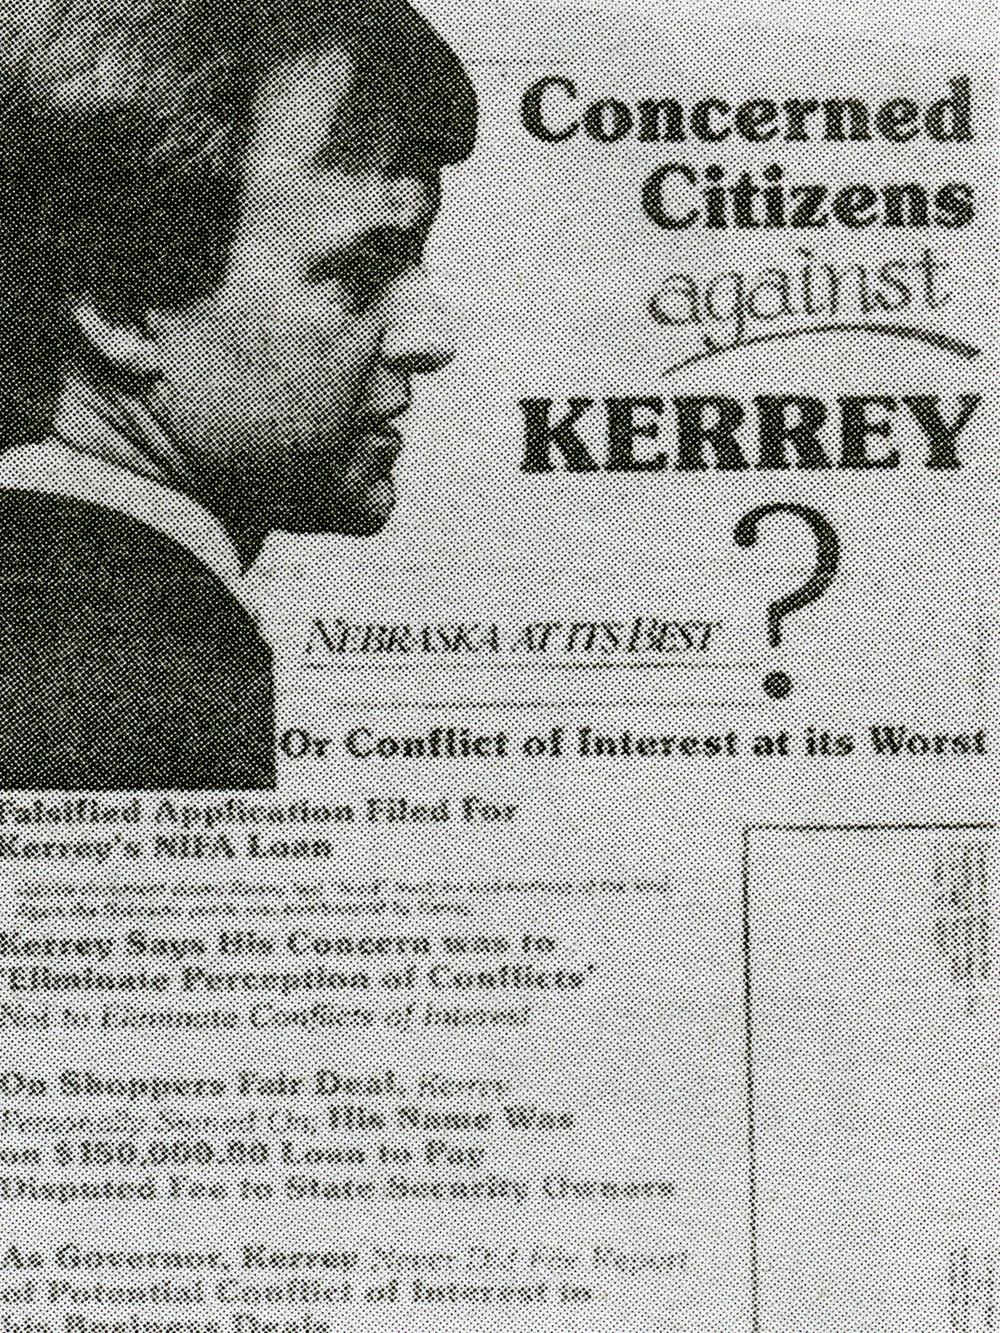 Concerned
Citizens
against
KERREY
?
NEBRASKA AT ITS BEST
Or Conflict of Interest at its Worst
Falsified Application Filed For
Kerrey's NIFA Loan
Kerrey Says His Concern was to
'Eliminate Perception of Conflicts'
Not to Eliminate Conflicts of Interest
On Shoppers Fair Deal, Kerrey
His Name Was
on $150,000.00 Loan to Pay
Disputed Fee to State Security Owners
As Governor, Kerrey
of Potential Conflict of Interest in